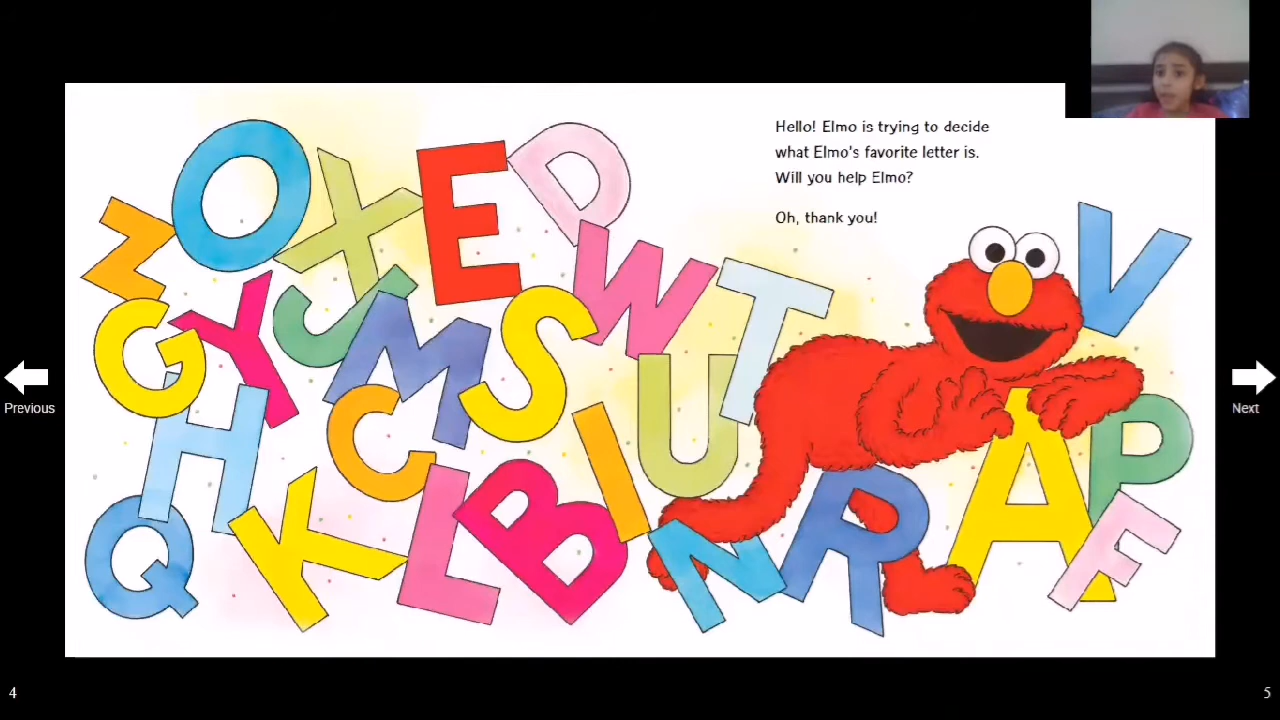 Hello! Elmo is trying to decide
what Elmo's favorite letter is.
Will you help Elmo?
Oh, thank you!
Z O X E D
G Y J M S W T U V
H C I A P
Q K L B N R F
Previous
Next
4
5